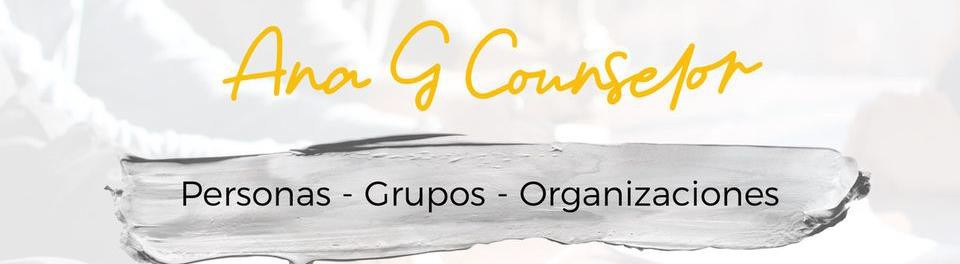 Ana G Counselor
Personas - Grupos - Organizaciones